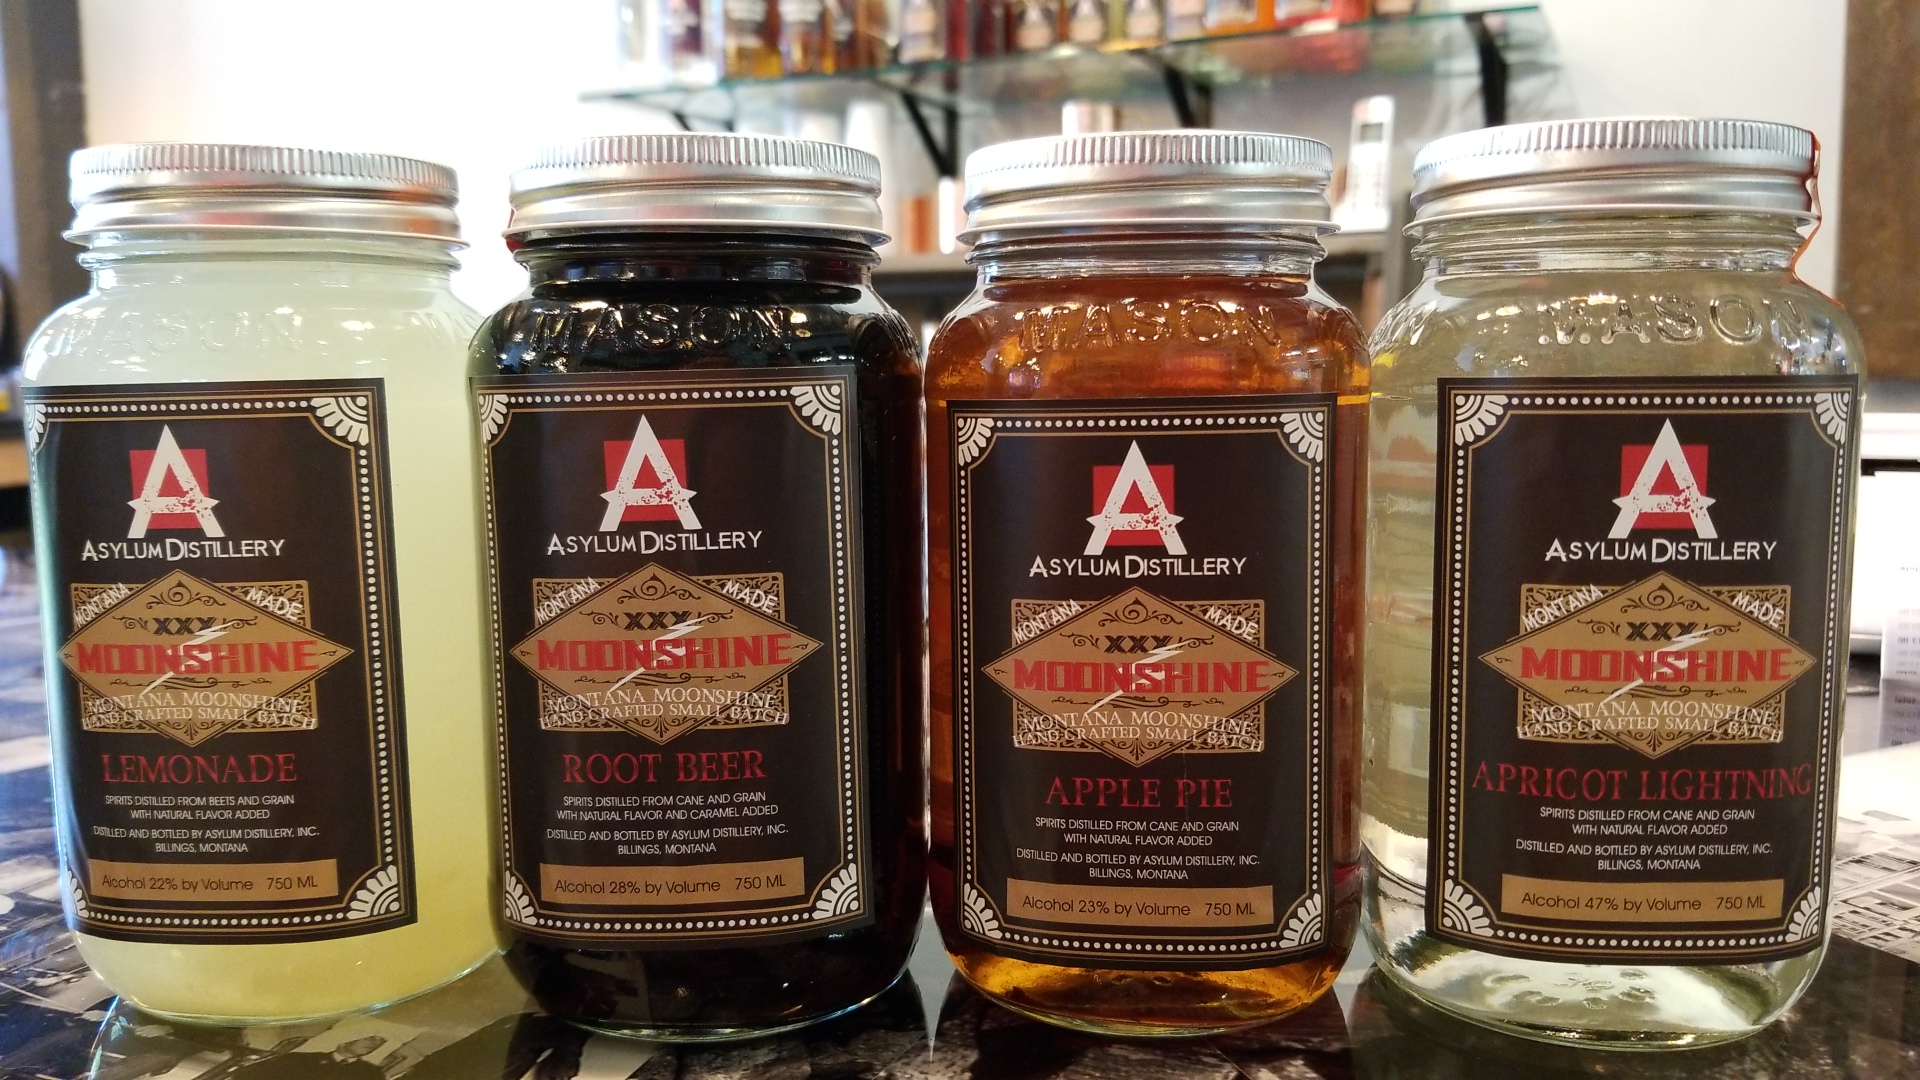 MASON
A
ASYLUM DISTILLERY
MONTANA MADE
XXX
MOONSHINE
MONTANA MOONSHINE
HAND CRAFTED SMALL BATCH
LEMONADE
SPIRITS DISTILLED FROM BEETS AND GRAIN
WITH NATURAL FLAVOR ADDED
DISTILLED AND BOTTLED BY ASYLUM DISTILLERY, INC.
BILLINGS, MONTANA
Alcohol 22% by Volume 750 ML
MASON
A
ASYLUM DISTILLERY
MONTANA MADE
XXX
MOONSHINE
MONTANA MOONSHINE
HAND CRAFTED SMALL BATCH
ROOT BEER
SPIRITS DISTILLED FROM CANE AND GRAIN
WITH NATURAL FLAVOR AND CARAMEL ADDED
DISTILLED AND BOTTLED BY ASYLUM DISTILLERY, INC.
BILLINGS, MONTANA
Alcohol 28% by Volume 750 ML
MASON
A
ASYLUM DISTILLERY
MONTANA MADE
XXX
MOONSHINE
MONTANA MOONSHINE
HAND CRAFTED SMALL BATCH
APPLE PIE
SPIRITS DISTILLED FROM CANE AND GRAIN
WITH NATURAL FLAVOR ADDED
DISTILLED AND BOTTLED BY ASYLUM DISTILLERY, INC.
BILLINGS, MONTANA
Alcohol 23% by Volume 750 ML
MASON
A
ASYLUM DISTILLERY
MONTANA MADE
XXX
MOONSHINE
MONTANA MOONSHINE
HAND CRAFTED SMALL BATCH
APRICOT LIGHTNING
SPIRITS DISTILLED FROM CANE AND GRAIN
WITH NATURAL FLAVOR ADDED
DISTILLED AND BOTTLED BY ASYLUM DISTILLERY, INC.
BILLINGS, MONTANA
Alcohol 47% by Volume 750 ML